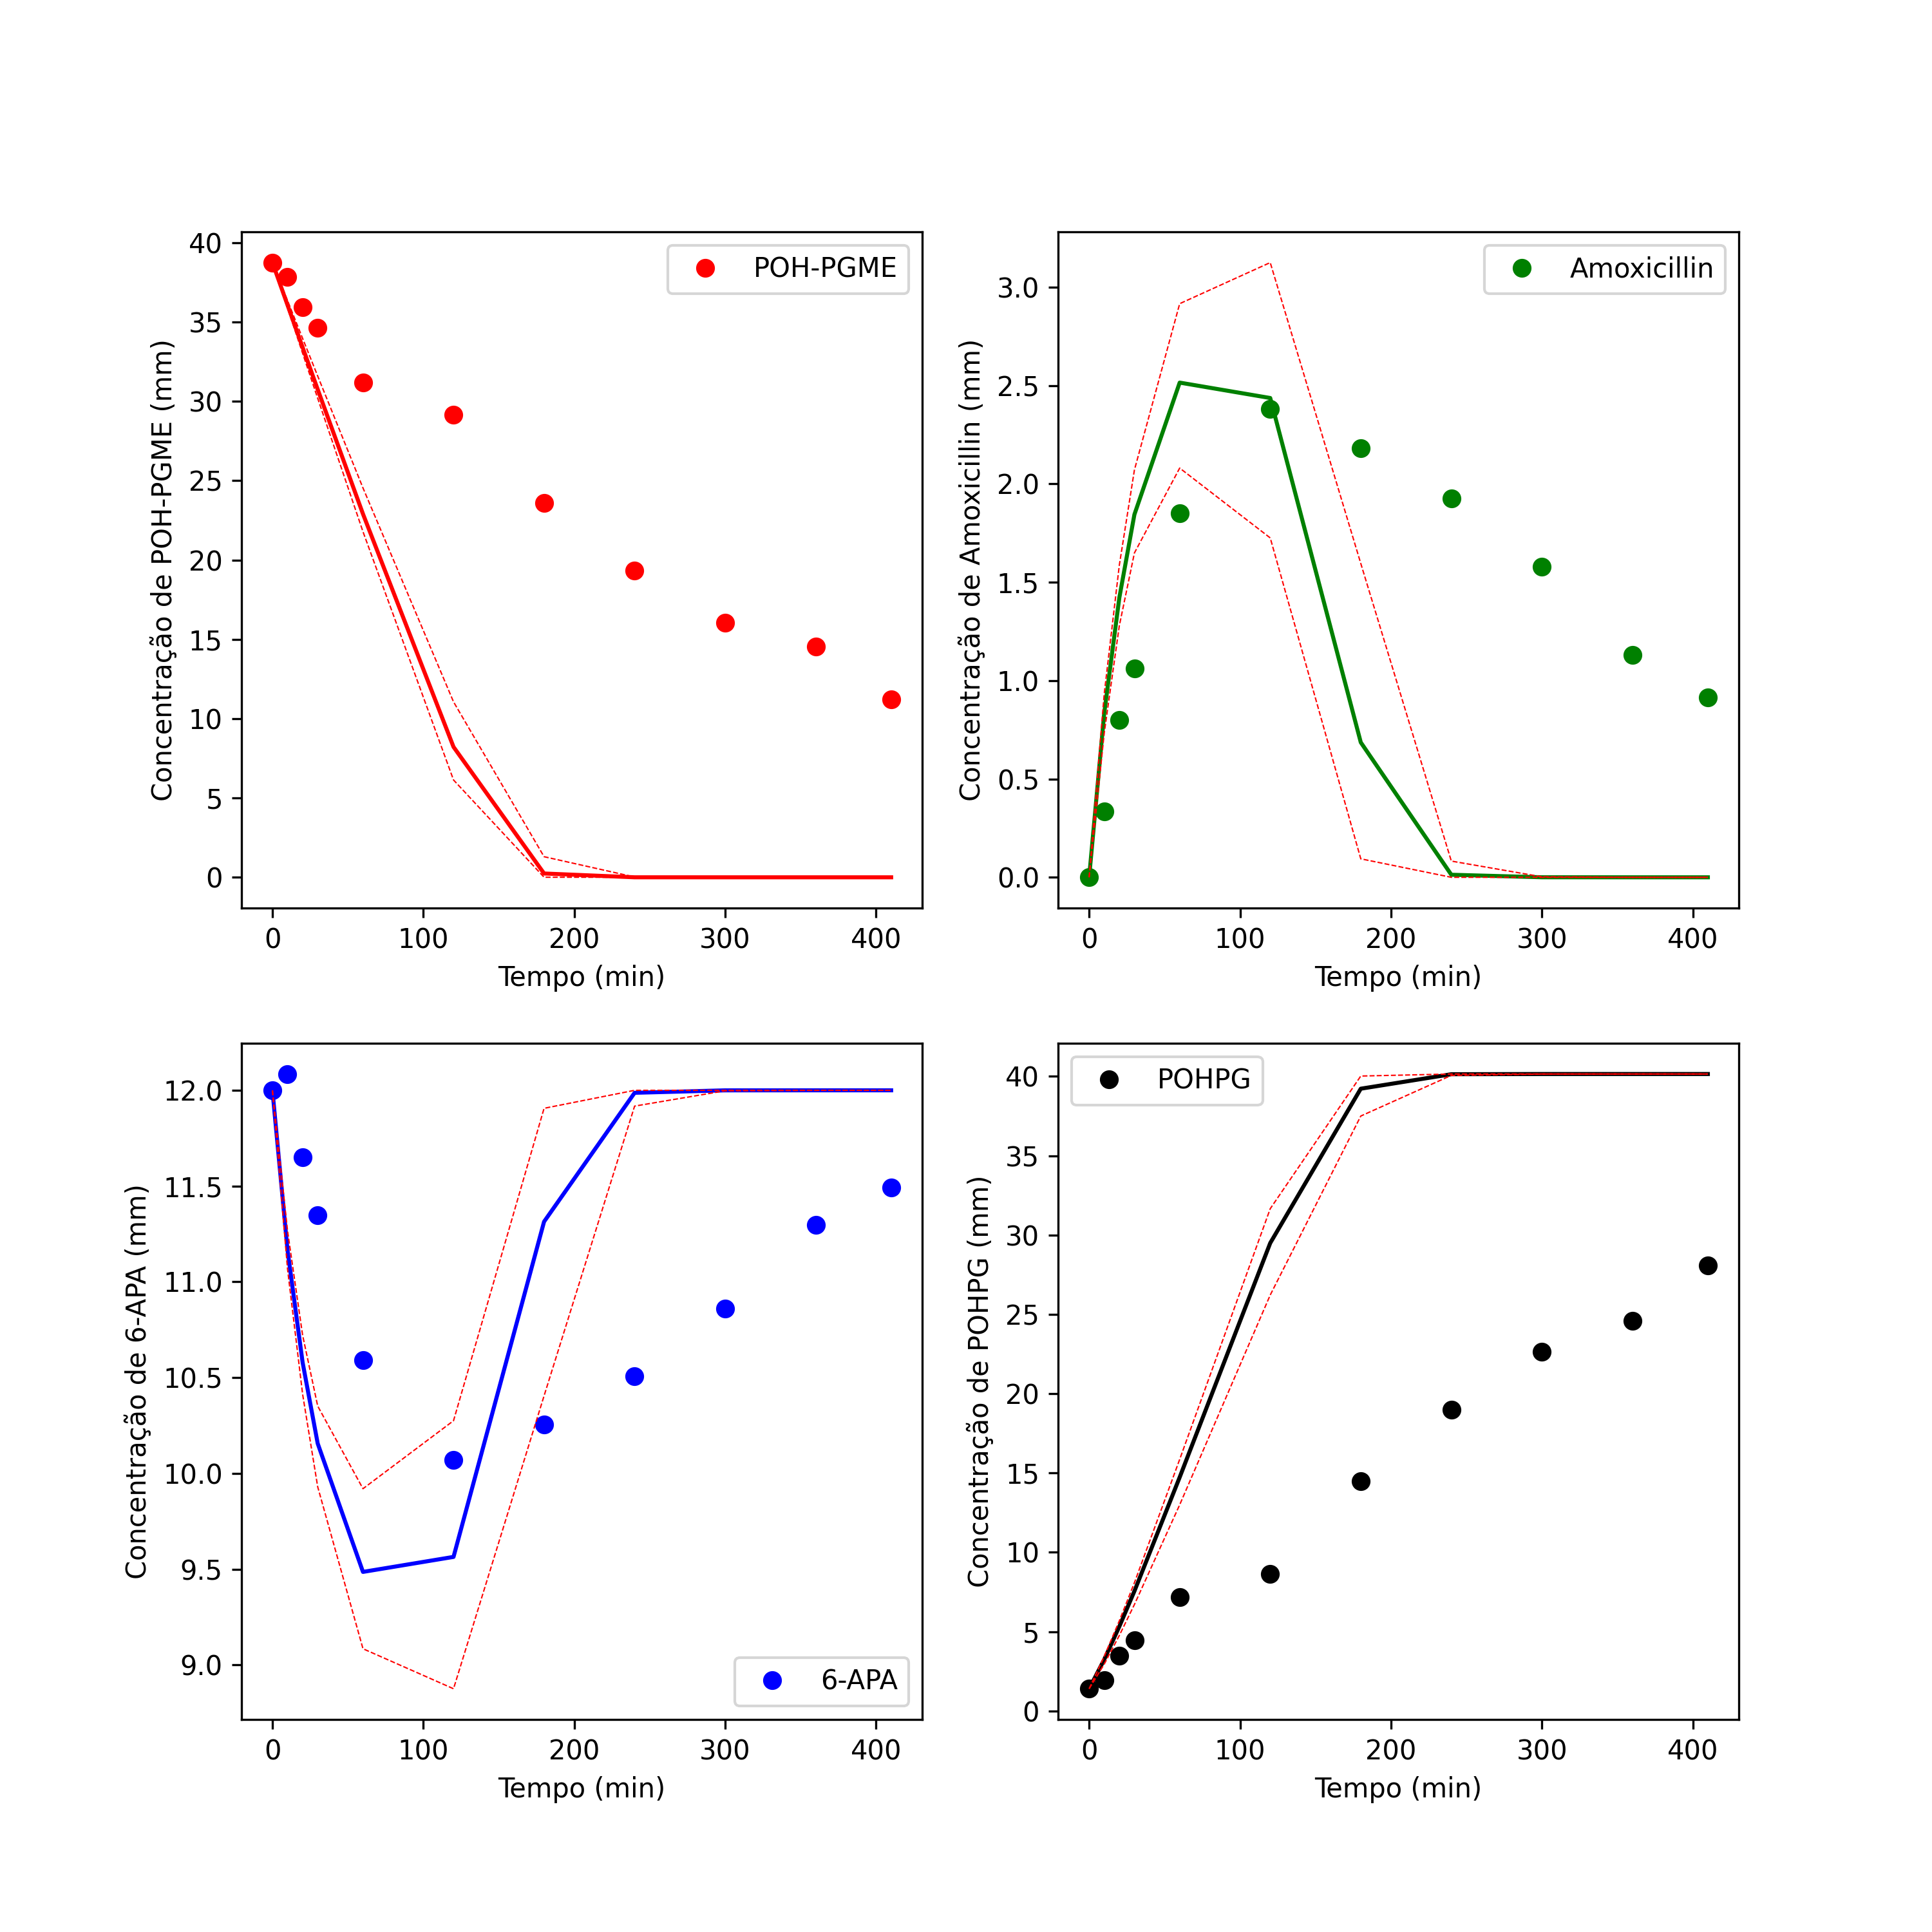 40
35
30
25
20
15
10
5
0
Concentração de POH-PGME (mm)
POH-PGME
0 100 200 300 400
Tempo (min)
3.0
2.5
2.0
1.5
1.0
0.5
0.0
Concentração de Amoxicillin (mm)
Amoxicillin
0 100 200 300 400
Tempo (min)
12.0
11.5
11.0
10.5
10.0
9.5
9.0
Concentração de 6-APA (mm)
6-APA
0 100 200 300 400
Tempo (min)
40
35
30
25
20
15
10
5
0
Concentração de POHPG (mm)
POHPG
0 100 200 300 400
Tempo (min)